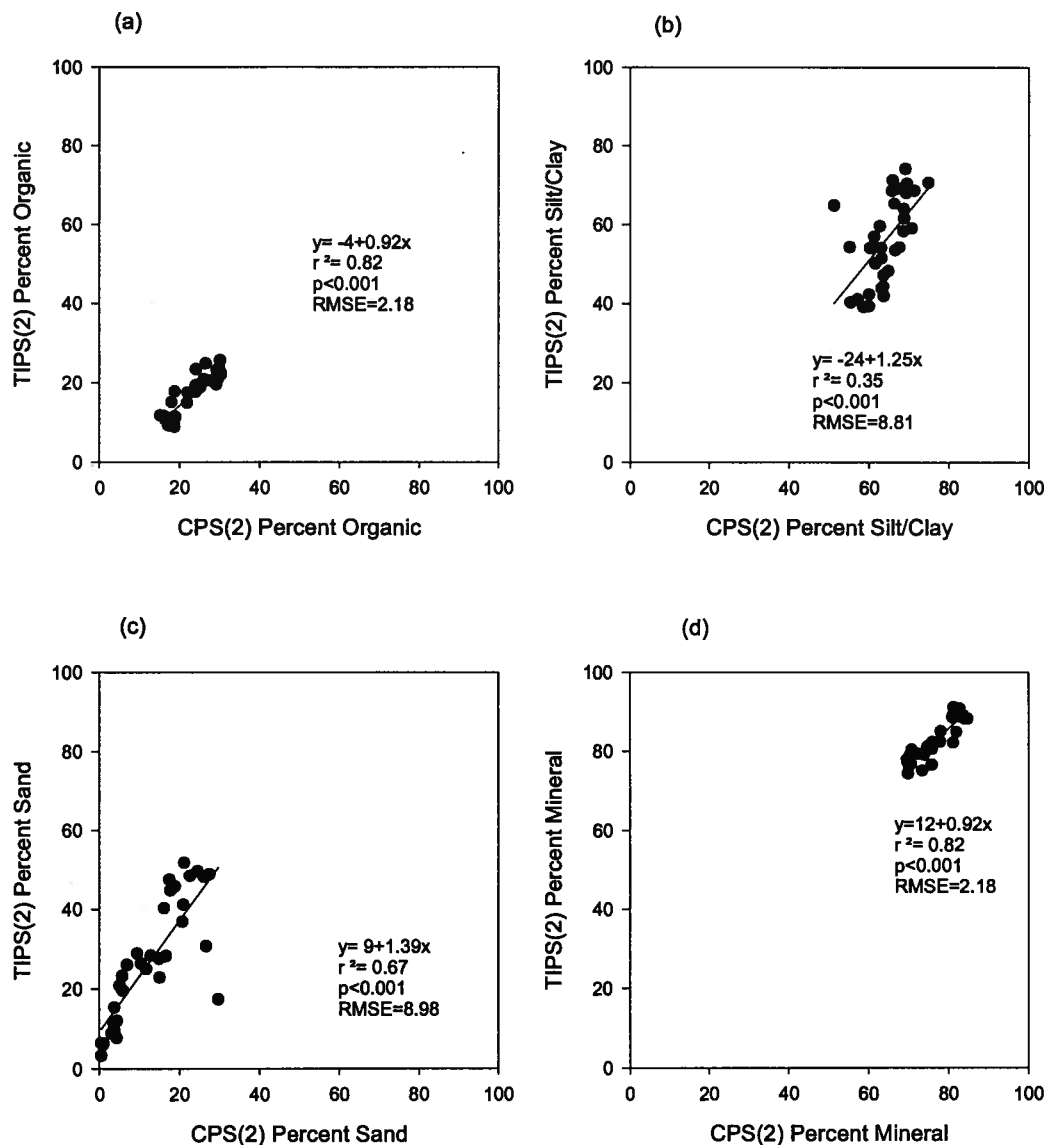 (a)
100
80
60
40
20
0
TIPS(2) Percent Organic
y= -4+0.92x
r ²= 0.82
p<0.001
RMSE=2.18
0 20 40 60 80 100
CPS(2) Percent Organic
(b)
100
80
60
40
20
0
TIPS(2) Percent Silt/Clay
y= -24+1.25x
r ²= 0.35
p<0.001
RMSE=8.81
0 20 40 60 80 100
CPS(2) Percent Silt/Clay
(c)
100
80
60
40
20
0
TIPS(2) Percent Sand
y= 9+1.39x
r ²= 0.67
p<0.001
RMSE=8.98
0 20 40 60 80 100
CPS(2) Percent Sand
(d)
100
80
60
40
20
0
TIPS(2) Percent Mineral
y=12+0.92x
r ²= 0.82
p<0.001
RMSE=2.18
0 20 40 60 80 100
CPS(2) Percent Mineral